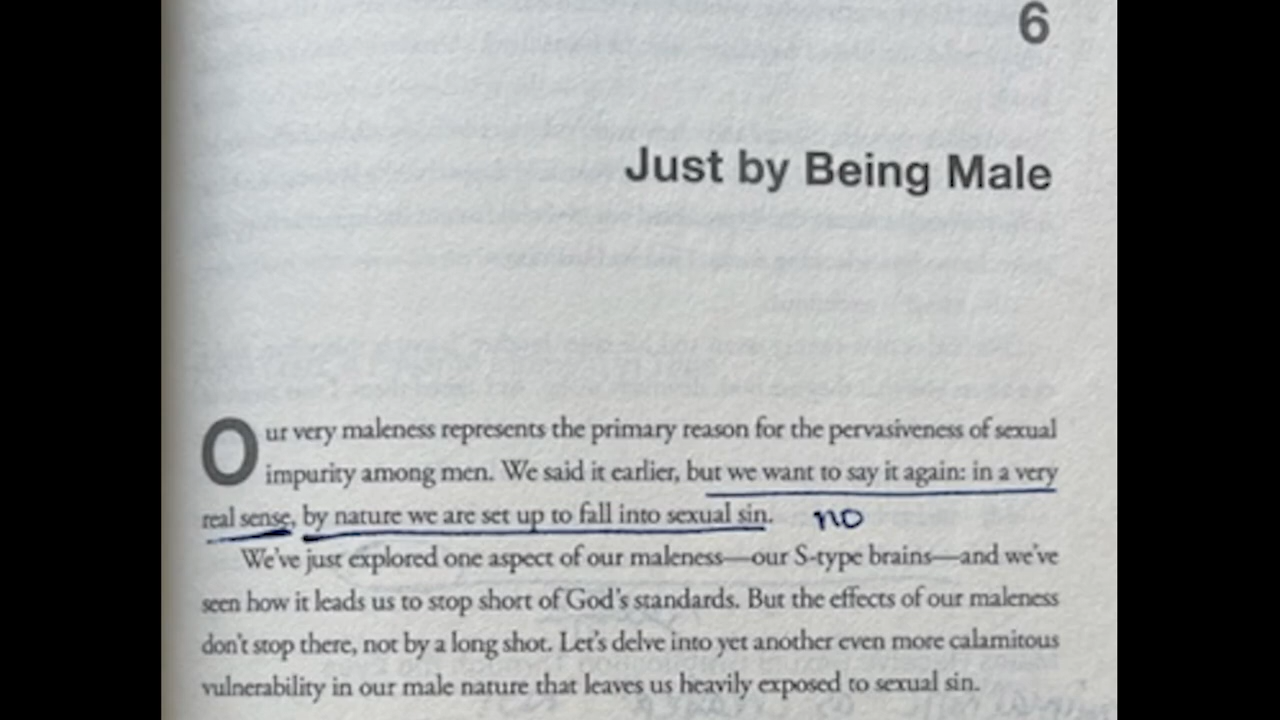 6
Just by Being Male
Our very maleness represents the primary reason for the pervasiveness of sexual
impurity among men. We said it earlier, but we want to say it again: in a very
real sense, by nature we are set up to fall into sexual sin. no
We've just explored one aspect of our maleness—our S-type brains—and we've
seen how it leads us to stop short of God's standards. But the effects of our maleness
don't stop there, not by a long shot. Let's delve into yet another even more calamitous
vulnerability in our male nature that leaves us heavily exposed to sexual sin.